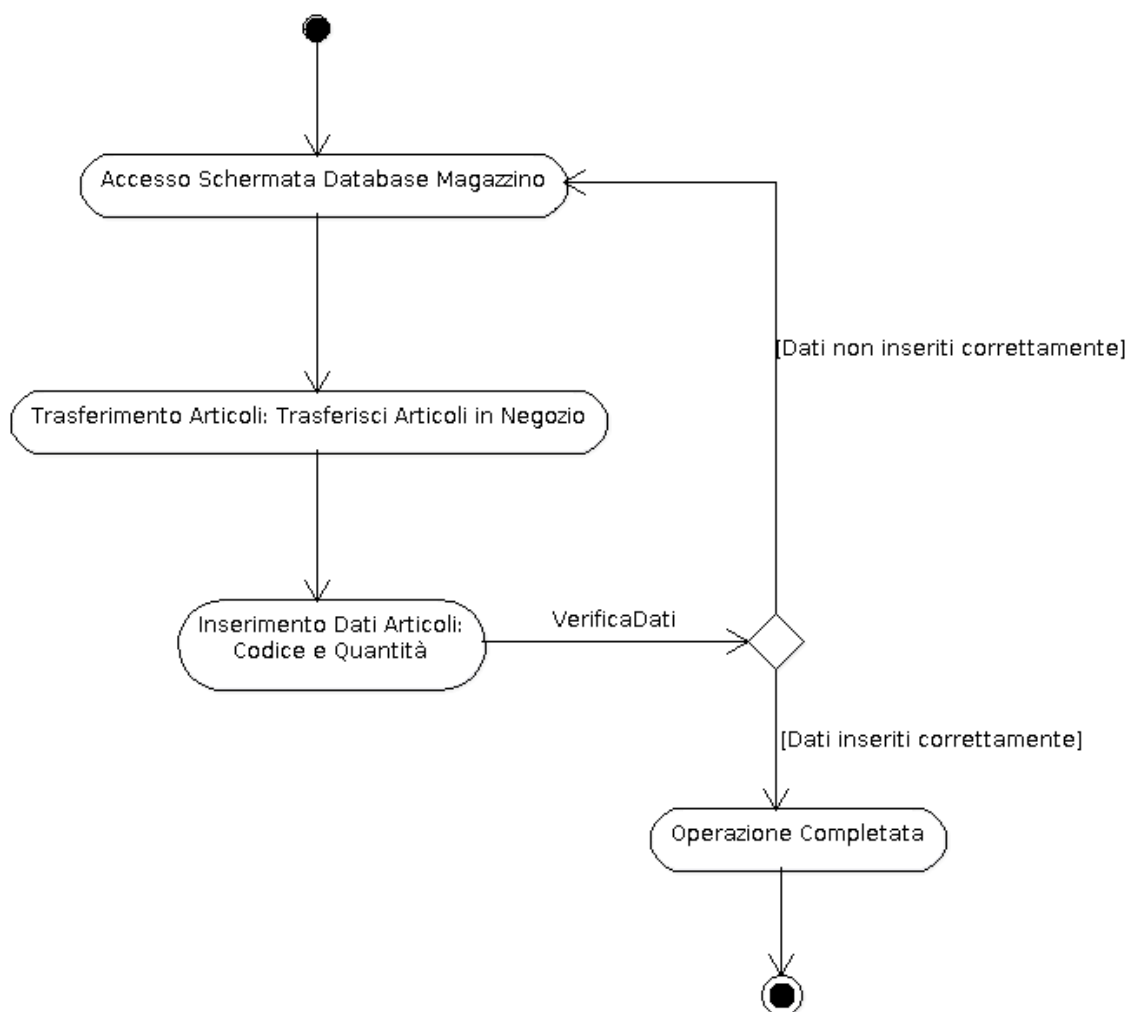 Accesso Schermata Database Magazzino
[Dati non inseriti correttamente]
Trasferimento Articoli: Trasferisci Articoli in Negozio
Inserimento Dati Articoli:
Codice e Quantità
VerificaDati
[Dati inseriti correttamente]
Operazione Completata